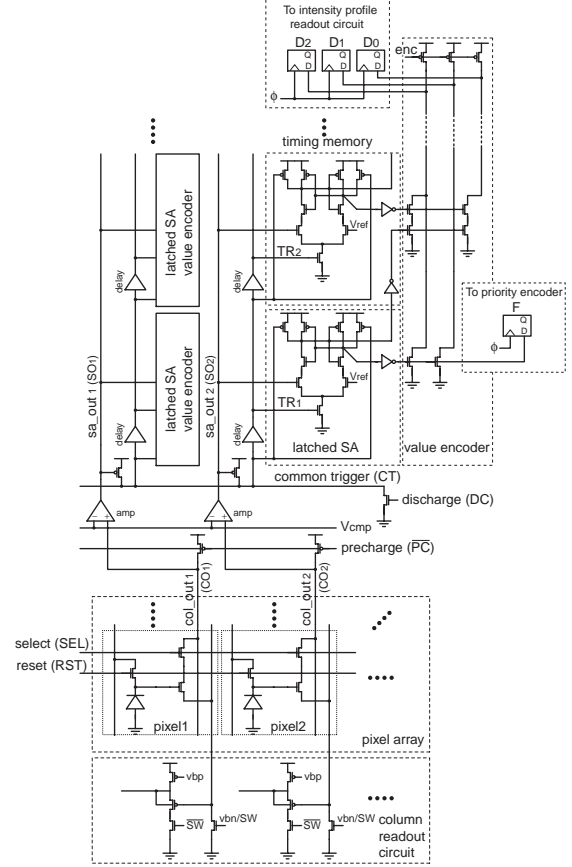 To intensity profile
readout circuit
D2 D1 D0
Q Q Q
D D D
enc
ϕ
timing memory
latched SA
value encoder
Vref
TR2
delay
delay
To priority encoder
F
Q
D
ϕ
sa_out 1 (SO1)
latched SA
value encoder
sa_out 2 (SO2)
Vref
TR1
delay
delay
latched SA
value encoder
common trigger (CT)
discharge (DC)
amp
amp
− +
− +
Vcmp
precharge (P̅C̅)
col_out 1
(CO1)
col_out 2
(CO2)
select (SEL)
reset (RST)
pixel1
pixel2
pixel array
vbp
vbp
S̅W̅
vbn/SW
S̅W̅
vbn/SW
column
readout
circuit